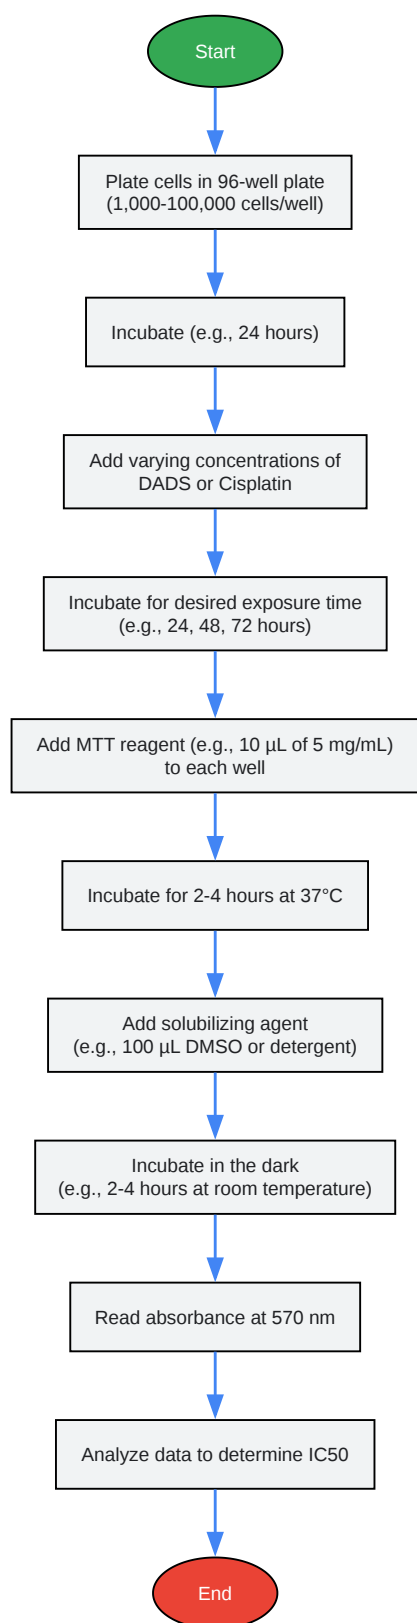 Start
Plate cells in 96-well plate
(1,000-100,000 cells/well)
Incubate (e.g., 24 hours)
Add varying concentrations of
DADS or Cisplatin
Incubate for desired exposure time
(e.g., 24, 48, 72 hours)
Add MTT reagent (e.g., 10 µL of 5 mg/mL)
to each well
Incubate for 2-4 hours at 37°C
Add solubilizing agent
(e.g., 100 µL DMSO or detergent)
Incubate in the dark
(e.g., 2-4 hours at room temperature)
Read absorbance at 570 nm
Analyze data to determine IC50
End